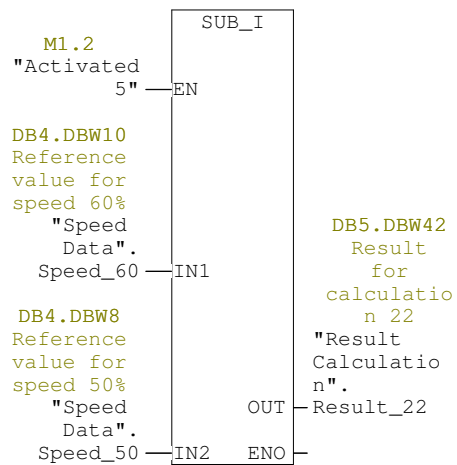 SUB_I
M1.2
"Activated
5"
EN
DB4.DBW10
Reference
value for
speed 60%
"Speed
Data".
Speed_60
IN1
DB4.DBW8
Reference
value for
speed 50%
"Speed
Data".
Speed_50
IN2
DB5.DBW42
Result
for
calculatio
n 22
"Result
Calculatio
n".
Result_22
OUT
ENO